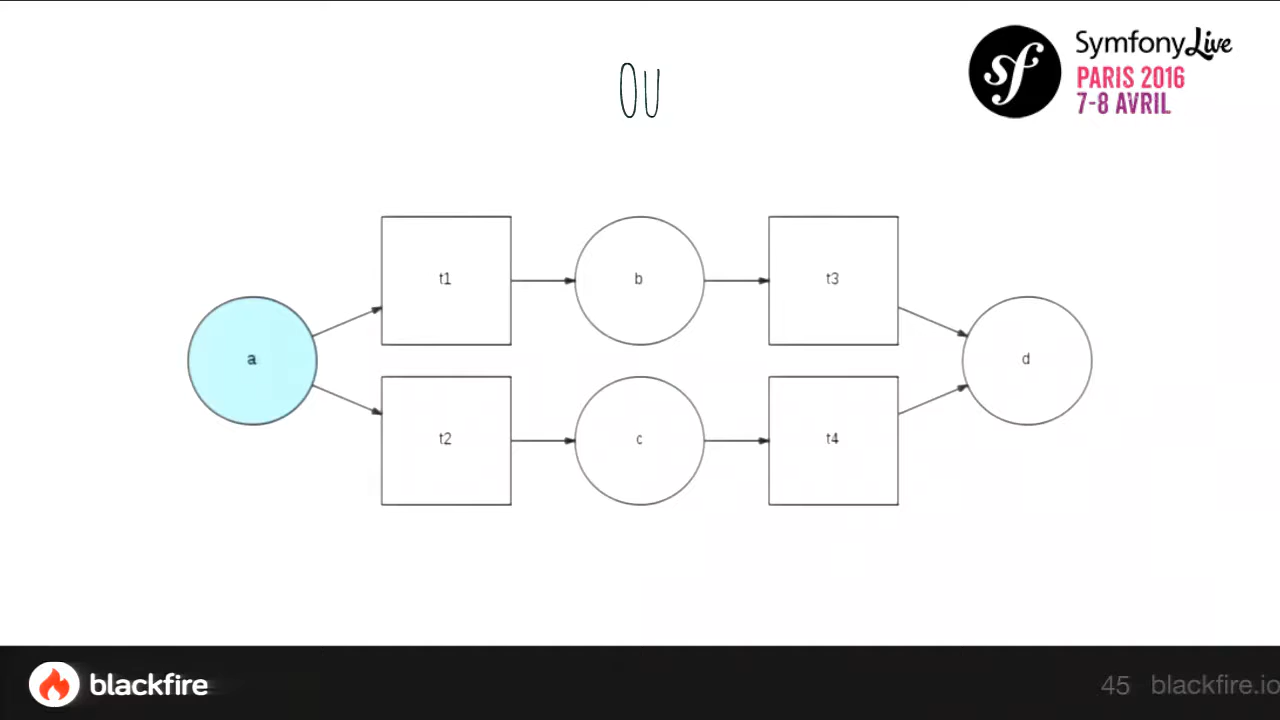 OU
SymfonyLive
PARIS 2016
7-8 AVRIL
t1
b
t3
a
d
t2
c
t4
blackfire
45 blackfire.io